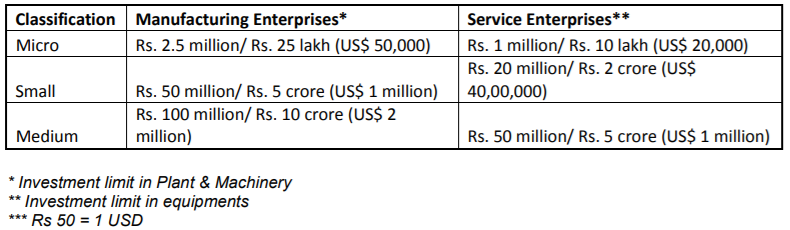 Classification Manufacturing Enterprises* Service Enterprises**
Micro Rs. 2.5 million/ Rs. 25 lakh (US$ 50,000) Rs. 1 million/ Rs. 10 lakh (US$ 20,000)
Small Rs. 50 million/ Rs. 5 crore (US$ 1 million) Rs. 20 million/ Rs. 2 crore (US$
40,00,000)
Medium Rs. 100 million/ Rs. 10 crore (US$ 2
million) Rs. 50 million/ Rs. 5 crore (US$ 1 million)
* Investment limit in Plant & Machinery
** Investment limit in equipments
*** Rs 50 = 1 USD